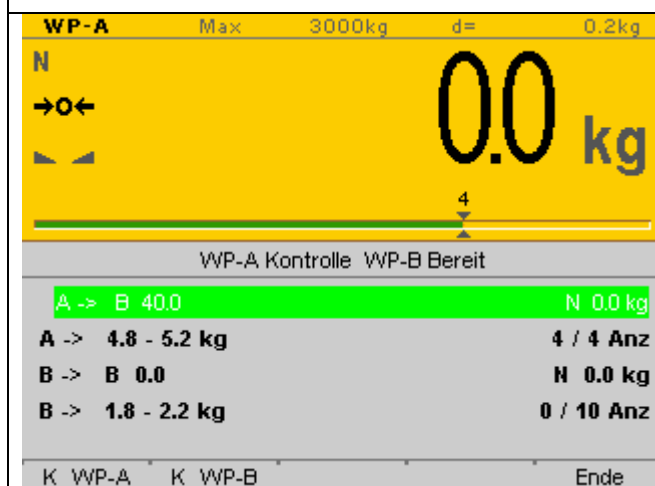 WP-A Max 3000kg d= 0.2kg
N
→0←
0.0 kg
4
WP-A Kontrolle WP-B Bereit
A -> B 40.0 N 0.0 kg
A -> 4.8 - 5.2 kg 4 / 4 Anz
B -> B 0.0 N 0.0 kg
B -> 1.8 - 2.2 kg 0 / 10 Anz
K WP-A K WP-B Ende